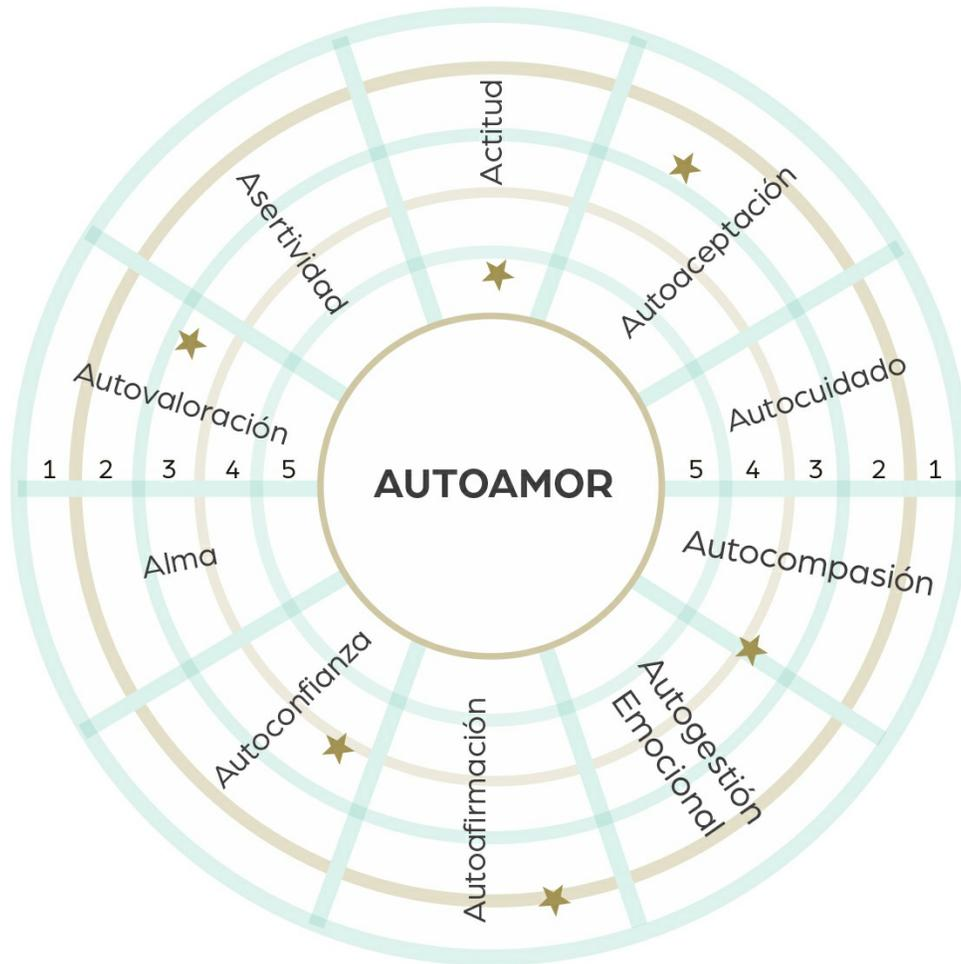 Actitud
Asertividad
Autoaceptación
Autovaloración
Autocuidado
1 2 3 4 5
AUTOAMOR
5 4 3 2 1
Alma
Autocompasión
Autoconfianza
Autoafirmación
Autogestión
Emocional